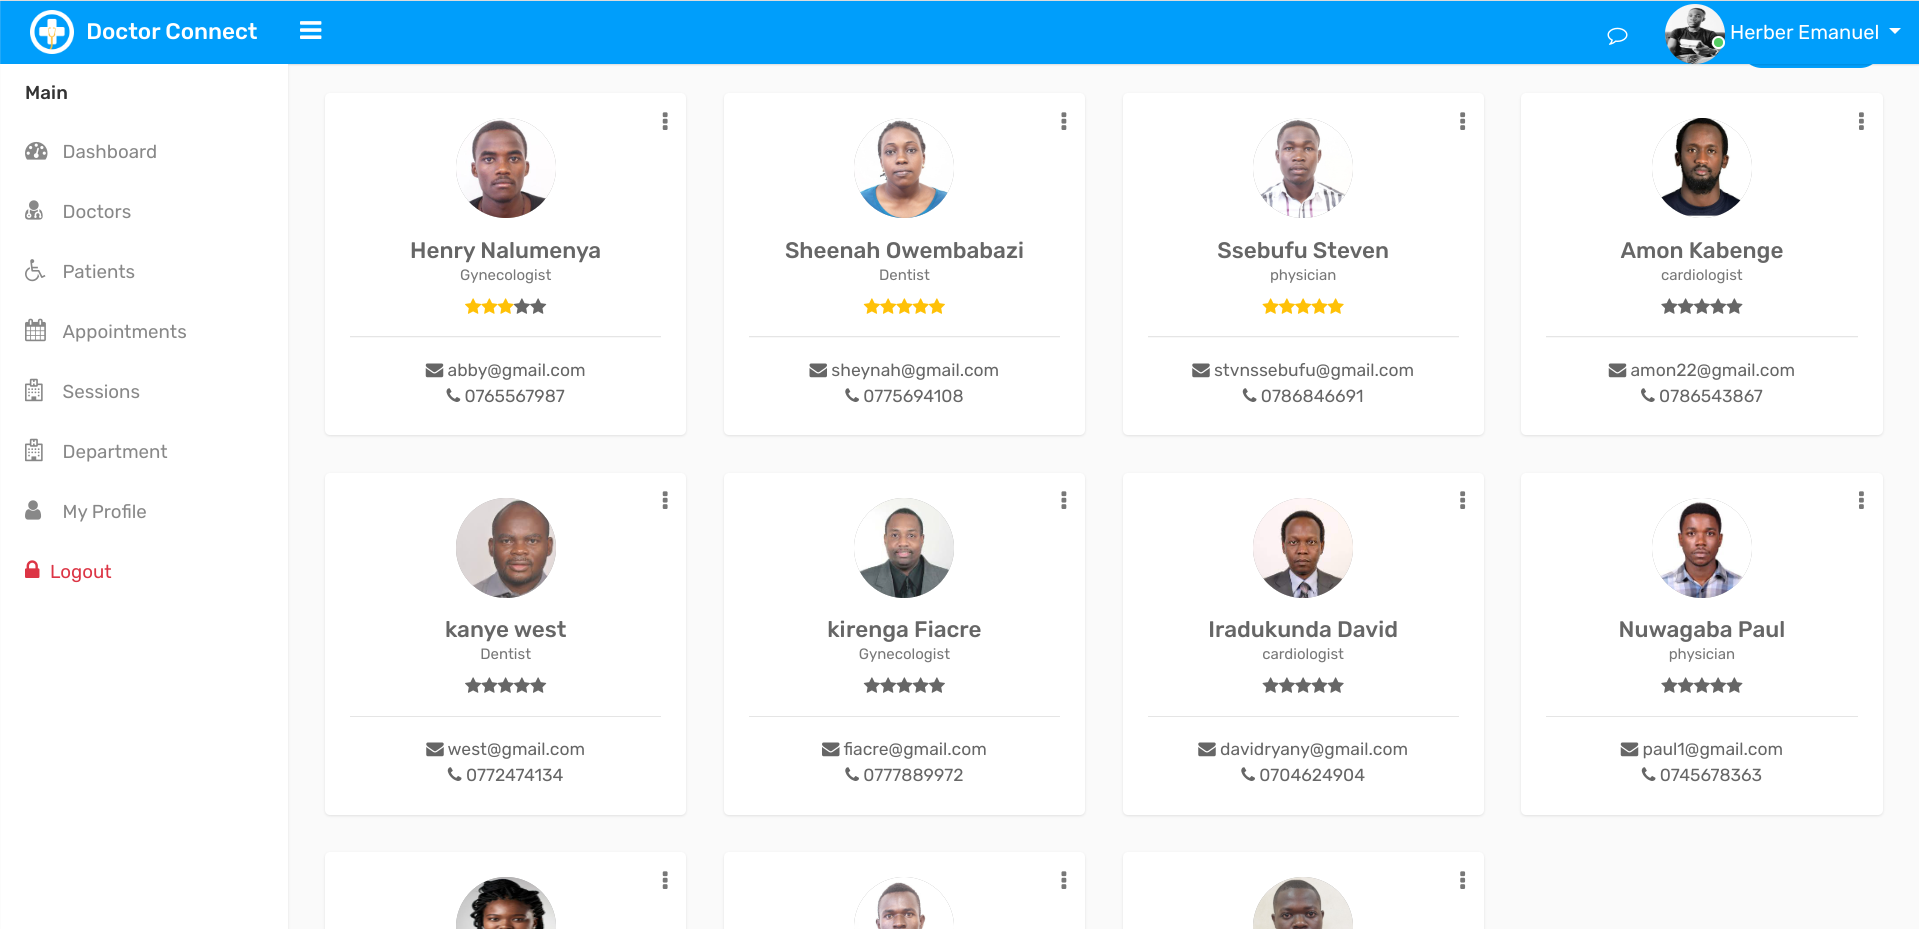 Doctor Connect
Herber Emanuel
Main
Dashboard
Doctors
Patients
Appointments
Sessions
Department
My Profile
Logout
Henry Nalumenya
Gynecologist
abby@gmail.com
0765567987
Sheenah Owembabazi
Dentist
sheynah@gmail.com
0775694108
Ssebufu Steven
physician
stvnssebufu@gmail.com
0786846691
Amon Kabenge
cardiologist
amon22@gmail.com
0786543867
kanye west
Dentist
west@gmail.com
0772474134
kirenga Fiacre
Gynecologist
fiacre@gmail.com
0777889972
Iradukunda David
cardiologist
davidryany@gmail.com
0704624904
Nuwagaba Paul
physician
paul1@gmail.com
0745678363